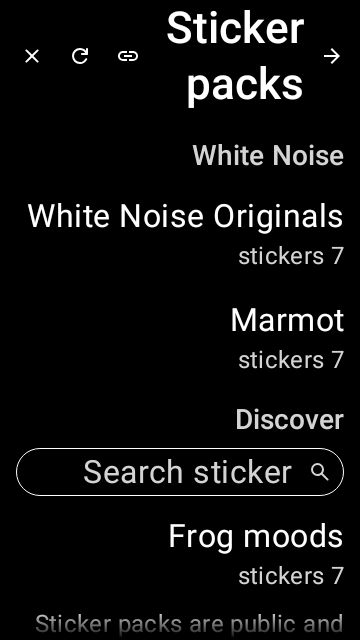 Sticker
packs
White Noise
White Noise Originals
stickers 7
Marmot
stickers 7
Discover
Search sticker
Frog moods
stickers 7
Sticker packs are public and